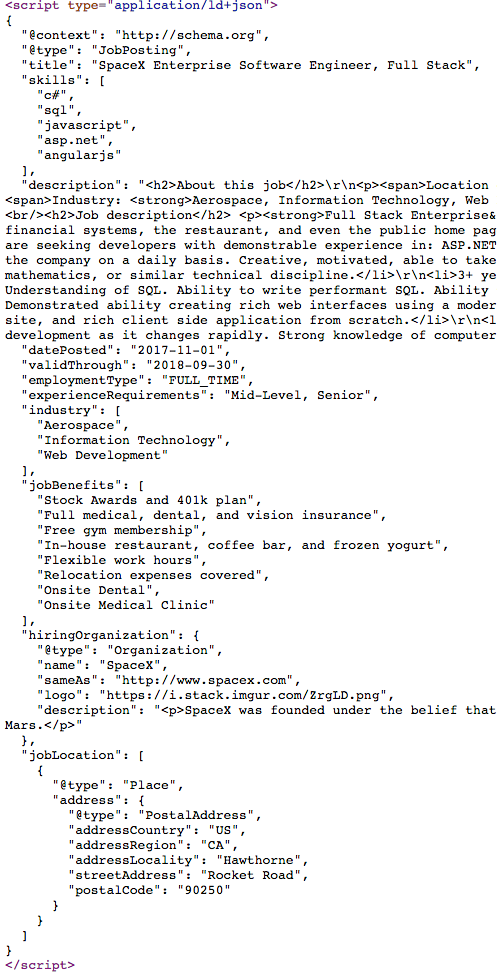 <script type="application/ld+json">
{
  "@context": "http://schema.org",
  "@type": "JobPosting",
  "title": "SpaceX Enterprise Software Engineer, Full Stack",
  "skills": [
    "c#",
    "sql",
    "javascript",
    "asp.net",
    "angularjs"
  ],
  "description": "<h2>About this job</h2>\r\n<p><span>Location
<span>Industry: <strong>Aerospace, Information Technology, Web
<br/><h2>Job description</h2> <p><strong>Full Stack Enterprise&
financial systems, the restaurant, and even the public home pag
are seeking developers with demonstrable experience in: ASP.NET
the company on a daily basis. Creative, motivated, able to take
mathematics, or similar technical discipline.</li>\r\n<li>3+ ye
Understanding of SQL. Ability to write performant SQL. Ability
Demonstrated ability creating rich web interfaces using a moder
site, and rich client side application from scratch.</li>\r\n<l
development as it changes rapidly. Strong knowledge of computer
  "datePosted": "2017-11-01",
  "validThrough": "2018-09-30",
  "employmentType": "FULL_TIME",
  "experienceRequirements": "Mid-Level, Senior",
  "industry": [
    "Aerospace",
    "Information Technology",
    "Web Development"
  ],
  "jobBenefits": [
    "Stock Awards and 401k plan",
    "Full medical, dental, and vision insurance",
    "Free gym membership",
    "In-house restaurant, coffee bar, and frozen yogurt",
    "Flexible work hours",
    "Relocation expenses covered",
    "Onsite Dental",
    "Onsite Medical Clinic"
  ],
  "hiringOrganization": {
    "@type": "Organization",
    "name": "SpaceX",
    "sameAs": "http://www.spacex.com",
    "logo": "https://i.stack.imgur.com/ZrgLD.png",
    "description": "<p>SpaceX was founded under the belief that
Mars.</p>"
  },
  "jobLocation": [
    {
      "@type": "Place",
      "address": {
        "@type": "PostalAddress",
        "addressCountry": "US",
        "addressRegion": "CA",
        "addressLocality": "Hawthorne",
        "streetAddress": "Rocket Road",
        "postalCode": "90250"
      }
    }
  ]
}
</script>